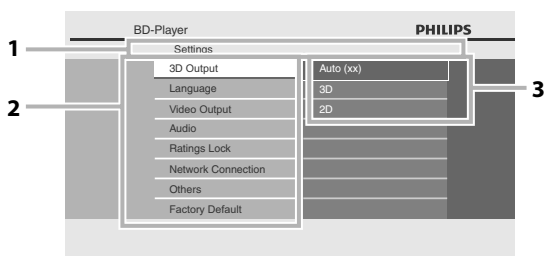 BD-Player PHILIPS
1 Settings
3D Output Auto (xx)
3
Language 3D
2 Video Output 2D
Audio
Ratings Lock
Network Connection
Others
Factory Default